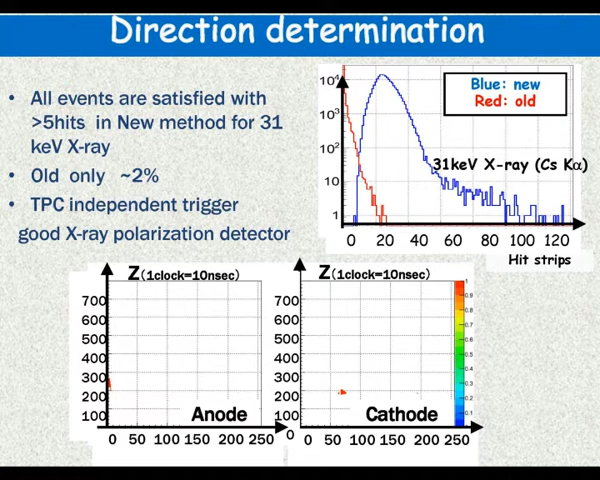 Direction determination
• All events are satisfied with
>5hits in New method for 31
keV X-ray
• Old only ~2%
• TPC independent trigger
good X-ray polarization detector
Blue: new
Red: old
31keV X-ray (Cs Kα)
10⁴
10³
10²
10
1
0 20 40 60 80 100 120
Hit strips
Z(1clock=10nsec)
700
600
500
400
300
200
100
0 50 100 150 200 250
Anode
Z(1clock=10nsec)
700
600
500
400
300
200
100
0
0 50 100 150 200 250
Cathode
1
0.9
0.8
0.7
0.6
0.5
0.4
0.3
0.2
0.1
0